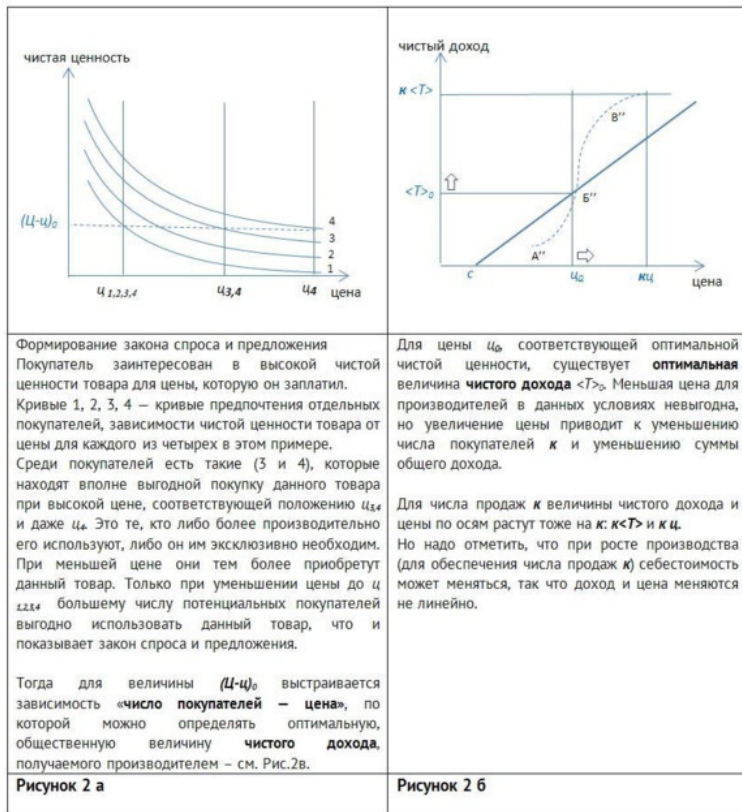 чистая ценность
(Ц-ц)0
4
3
2
1
ц 1,2,3,4
ц3,4
ц4
цена
чистый доход
к <Т>
<Т>0
В’’
Б’’
А’’
с
ц0
кц
цена
Формирование закона спроса и предложения
Покупатель заинтересован в высокой чистой
ценности товара для цены, которую он заплатил.
Кривые 1, 2, 3, 4 — кривые предпочтения отдельных
покупателей, зависимости чистой ценности товара от
цены для каждого из четырех в этом примере.
Среди покупателей есть такие (3 и 4), которые
находят вполне выгодной покупку данного товара
при высокой цене, соответствующей положению ц3,4
и даже ц4. Это те, кто либо более производительно
его используют, либо он им эксклюзивно необходим.
При меньшей цене они тем более приобретут
данный товар. Только при уменьшении цены до ц
1,2,3,4 большему числу потенциальных покупателей
выгодно использовать данный товар, что и
показывает закон спроса и предложения.
Тогда для величины (Ц-ц)0 выстраивается
зависимость «число покупателей — цена», по
которой можно определять оптимальную,
общественную величину чистого дохода,
получаемого производителем – см. Рис.2в.
Рисунок 2 а
Для цены ц0, соответствующей оптимальной
чистой ценности, существует оптимальная
величина чистого дохода <Т>0. Меньшая цена для
производителей в данных условиях невыгодна,
но увеличение цены приводит к уменьшению
числа покупателей к и уменьшению суммы
общего дохода.
Для числа продаж к величины чистого дохода и
цены по осям растут тоже на к: к<Т> и к ц.
Но надо отметить, что при росте производства
(для обеспечения числа продаж к) себестоимость
может меняться, так что доход и цена меняются
не линейно.
Рисунок 2 б